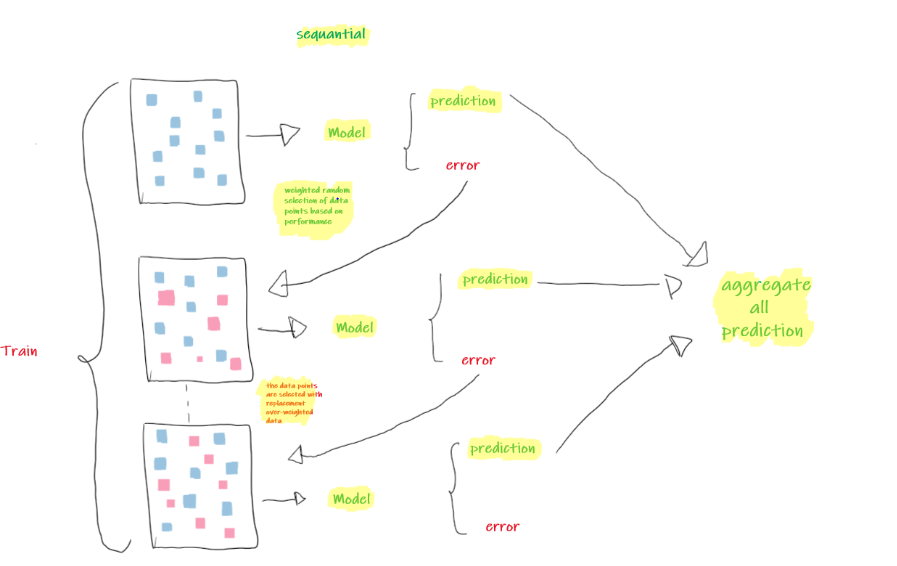 sequantial
prediction
Model
error
weighted random
selection of data
points based on
performance
prediction
aggregate
all
prediction
Model
Train
error
the data points
are selected with
replacement
over-weighted
data
prediction
Model
error